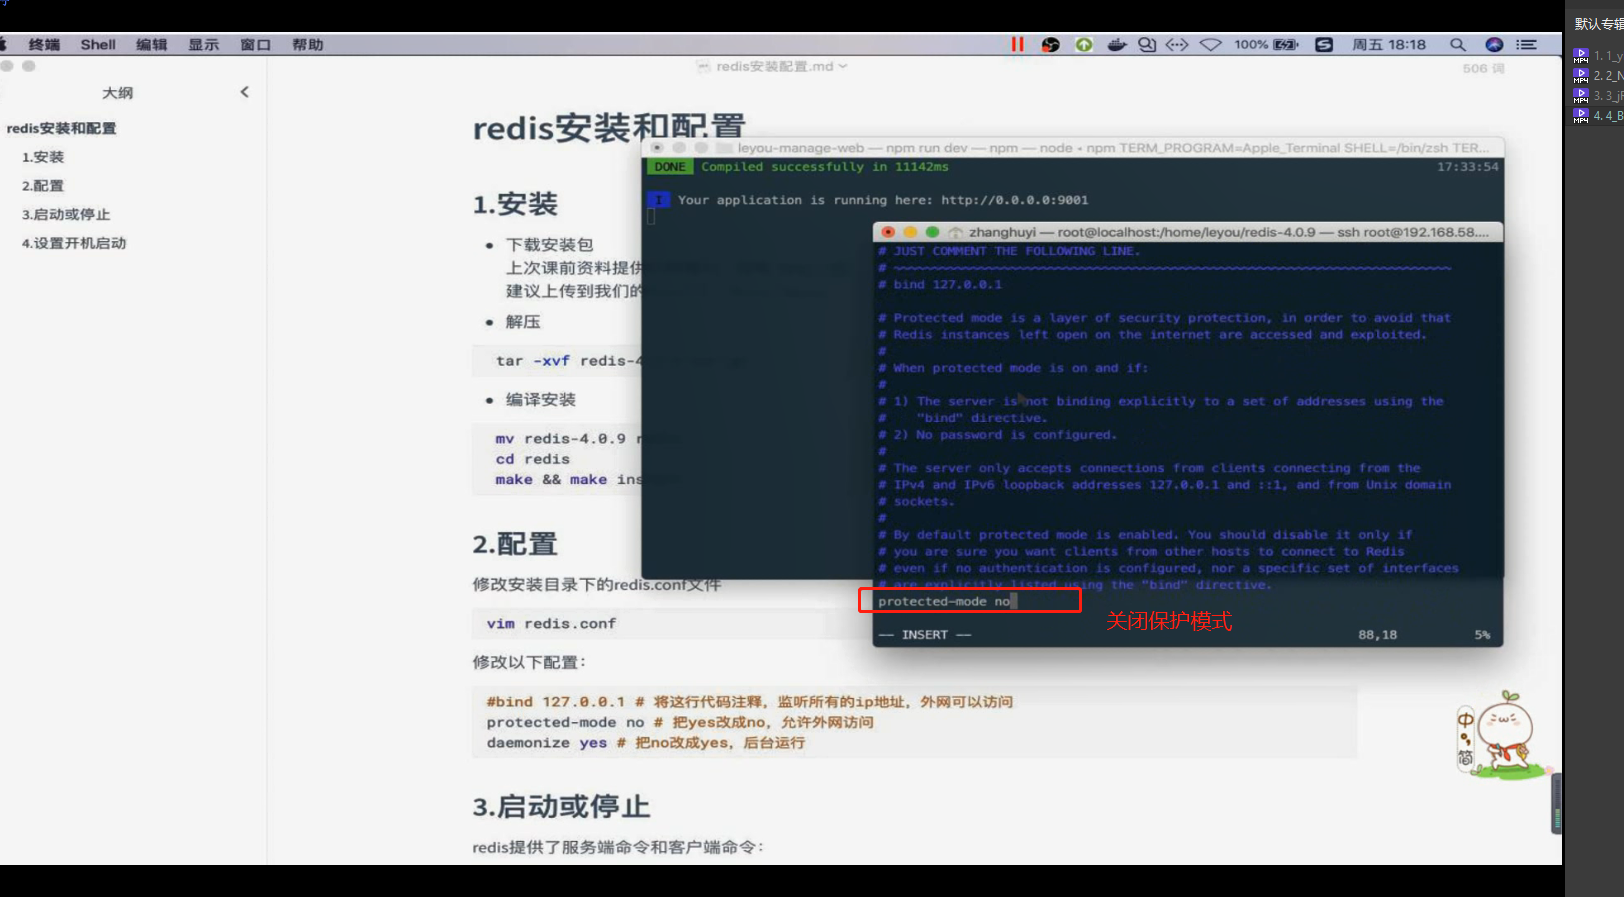 终端 Shell 编辑 显示 窗口 帮助
100% 周五 18:18
默认专辑
redis安装配置.md
506 词
1. 1_y
2. 2_N
3. 3_jF
4. 4_B
大纲
redis安装和配置
1.安装
2.配置
3.启动或停止
4.设置开机启动
redis安装和配置
1.安装
下载安装包
上次课前资料提供
建议上传到我们的
解压
tar -xvf redis-4
编译安装
mv redis-4.0.9 r
cd redis
make && make ins
2.配置
修改安装目录下的redis.conf文件
vim redis.conf
修改以下配置：
#bind 127.0.0.1 # 将这行代码注释，监听所有的ip地址，外网可以访问
protected-mode no # 把yes改成no，允许外网访问
daemonize yes # 把no改成yes，后台运行
3.启动或停止
redis提供了服务端命令和客户端命令：
leyou-manage-web — npm run dev — npm — node ◂ npm TERM_PROGRAM=Apple_Terminal SHELL=/bin/zsh TER...
DONE Compiled successfully in 11142ms
17:33:54
I Your application is running here: http://0.0.0.0:9001
zhanghuyi — root@localhost:/home/leyou/redis-4.0.9 — ssh root@192.168.58....
# JUST COMMENT THE FOLLOWING LINE.
# ~~~~~~~~~~~~~~~~~~~~~~~~~~~~~~~~~~~~~~~~~~~~~~~~~~~~~~~~~~~~~~~~~~~~~~~~
# bind 127.0.0.1
# Protected mode is a layer of security protection, in order to avoid that
# Redis instances left open on the internet are accessed and exploited.
#
# When protected mode is on and if:
#
# 1) The server is not binding explicitly to a set of addresses using the
# "bind" directive.
# 2) No password is configured.
#
# The server only accepts connections from clients connecting from the
# IPv4 and IPv6 loopback addresses 127.0.0.1 and ::1, and from Unix domain
# sockets.
#
# By default protected mode is enabled. You should disable it only if
# you are sure you want clients from other hosts to connect to Redis
# even if no authentication is configured, nor a specific set of interfaces
# are explicitly listed using the "bind" directive.
protected-mode no
关闭保护模式
-- INSERT --
88,18
5%
中
简